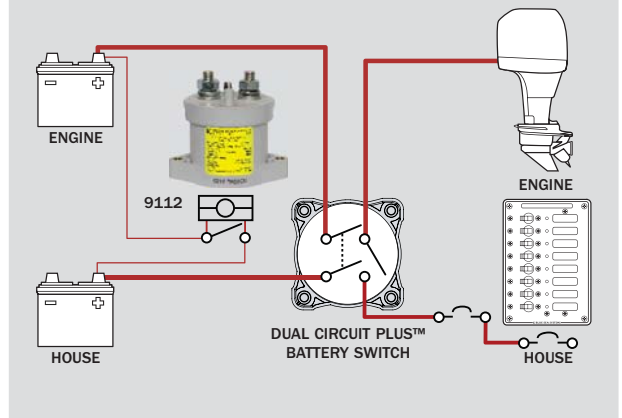 ENGINE
9112
ENGINE
DUAL CIRCUIT PLUS™
BATTERY SWITCH
HOUSE
HOUSE